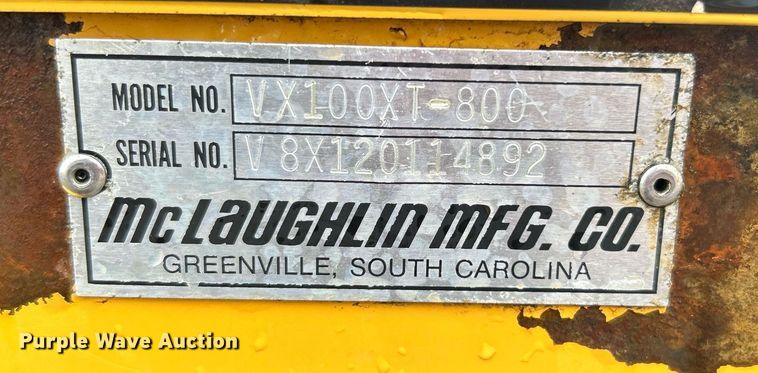 MODEL NO. VX100XT-800
SERIAL NO. V8X120114892
McLAUGHLIN MFG. CO.
GREENVILLE, SOUTH CAROLINA
Purple Wave Auction